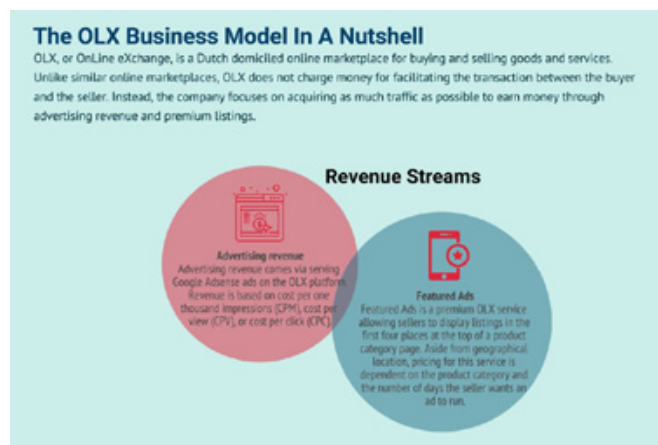 The OLX Business Model In A Nutshell
OLX, or OnLine eXchange, is a Dutch domiciled online marketplace for buying and selling goods and services.
Unlike similar online marketplaces, OLX does not charge money for facilitating the transaction between the buyer
and the seller. Instead, the company focuses on acquiring as much traffic as possible to earn money through
advertising revenue and premium listings.
Revenue Streams
Advertising revenue
Advertising revenue comes via serving
Google Adsense ads on the OLX platform.
Revenue is based on cost per one
thousand impressions (CPM), cost per
view (CPV), or cost per click (CPC).
Featured Ads
Featured Ads is a premium OLX service
allowing sellers to display listings in the
first four places at the top of a product
category page. Aside from geographical
location, pricing for this service is
dependent on the product category and
the number of days the seller wants an
ad to run.